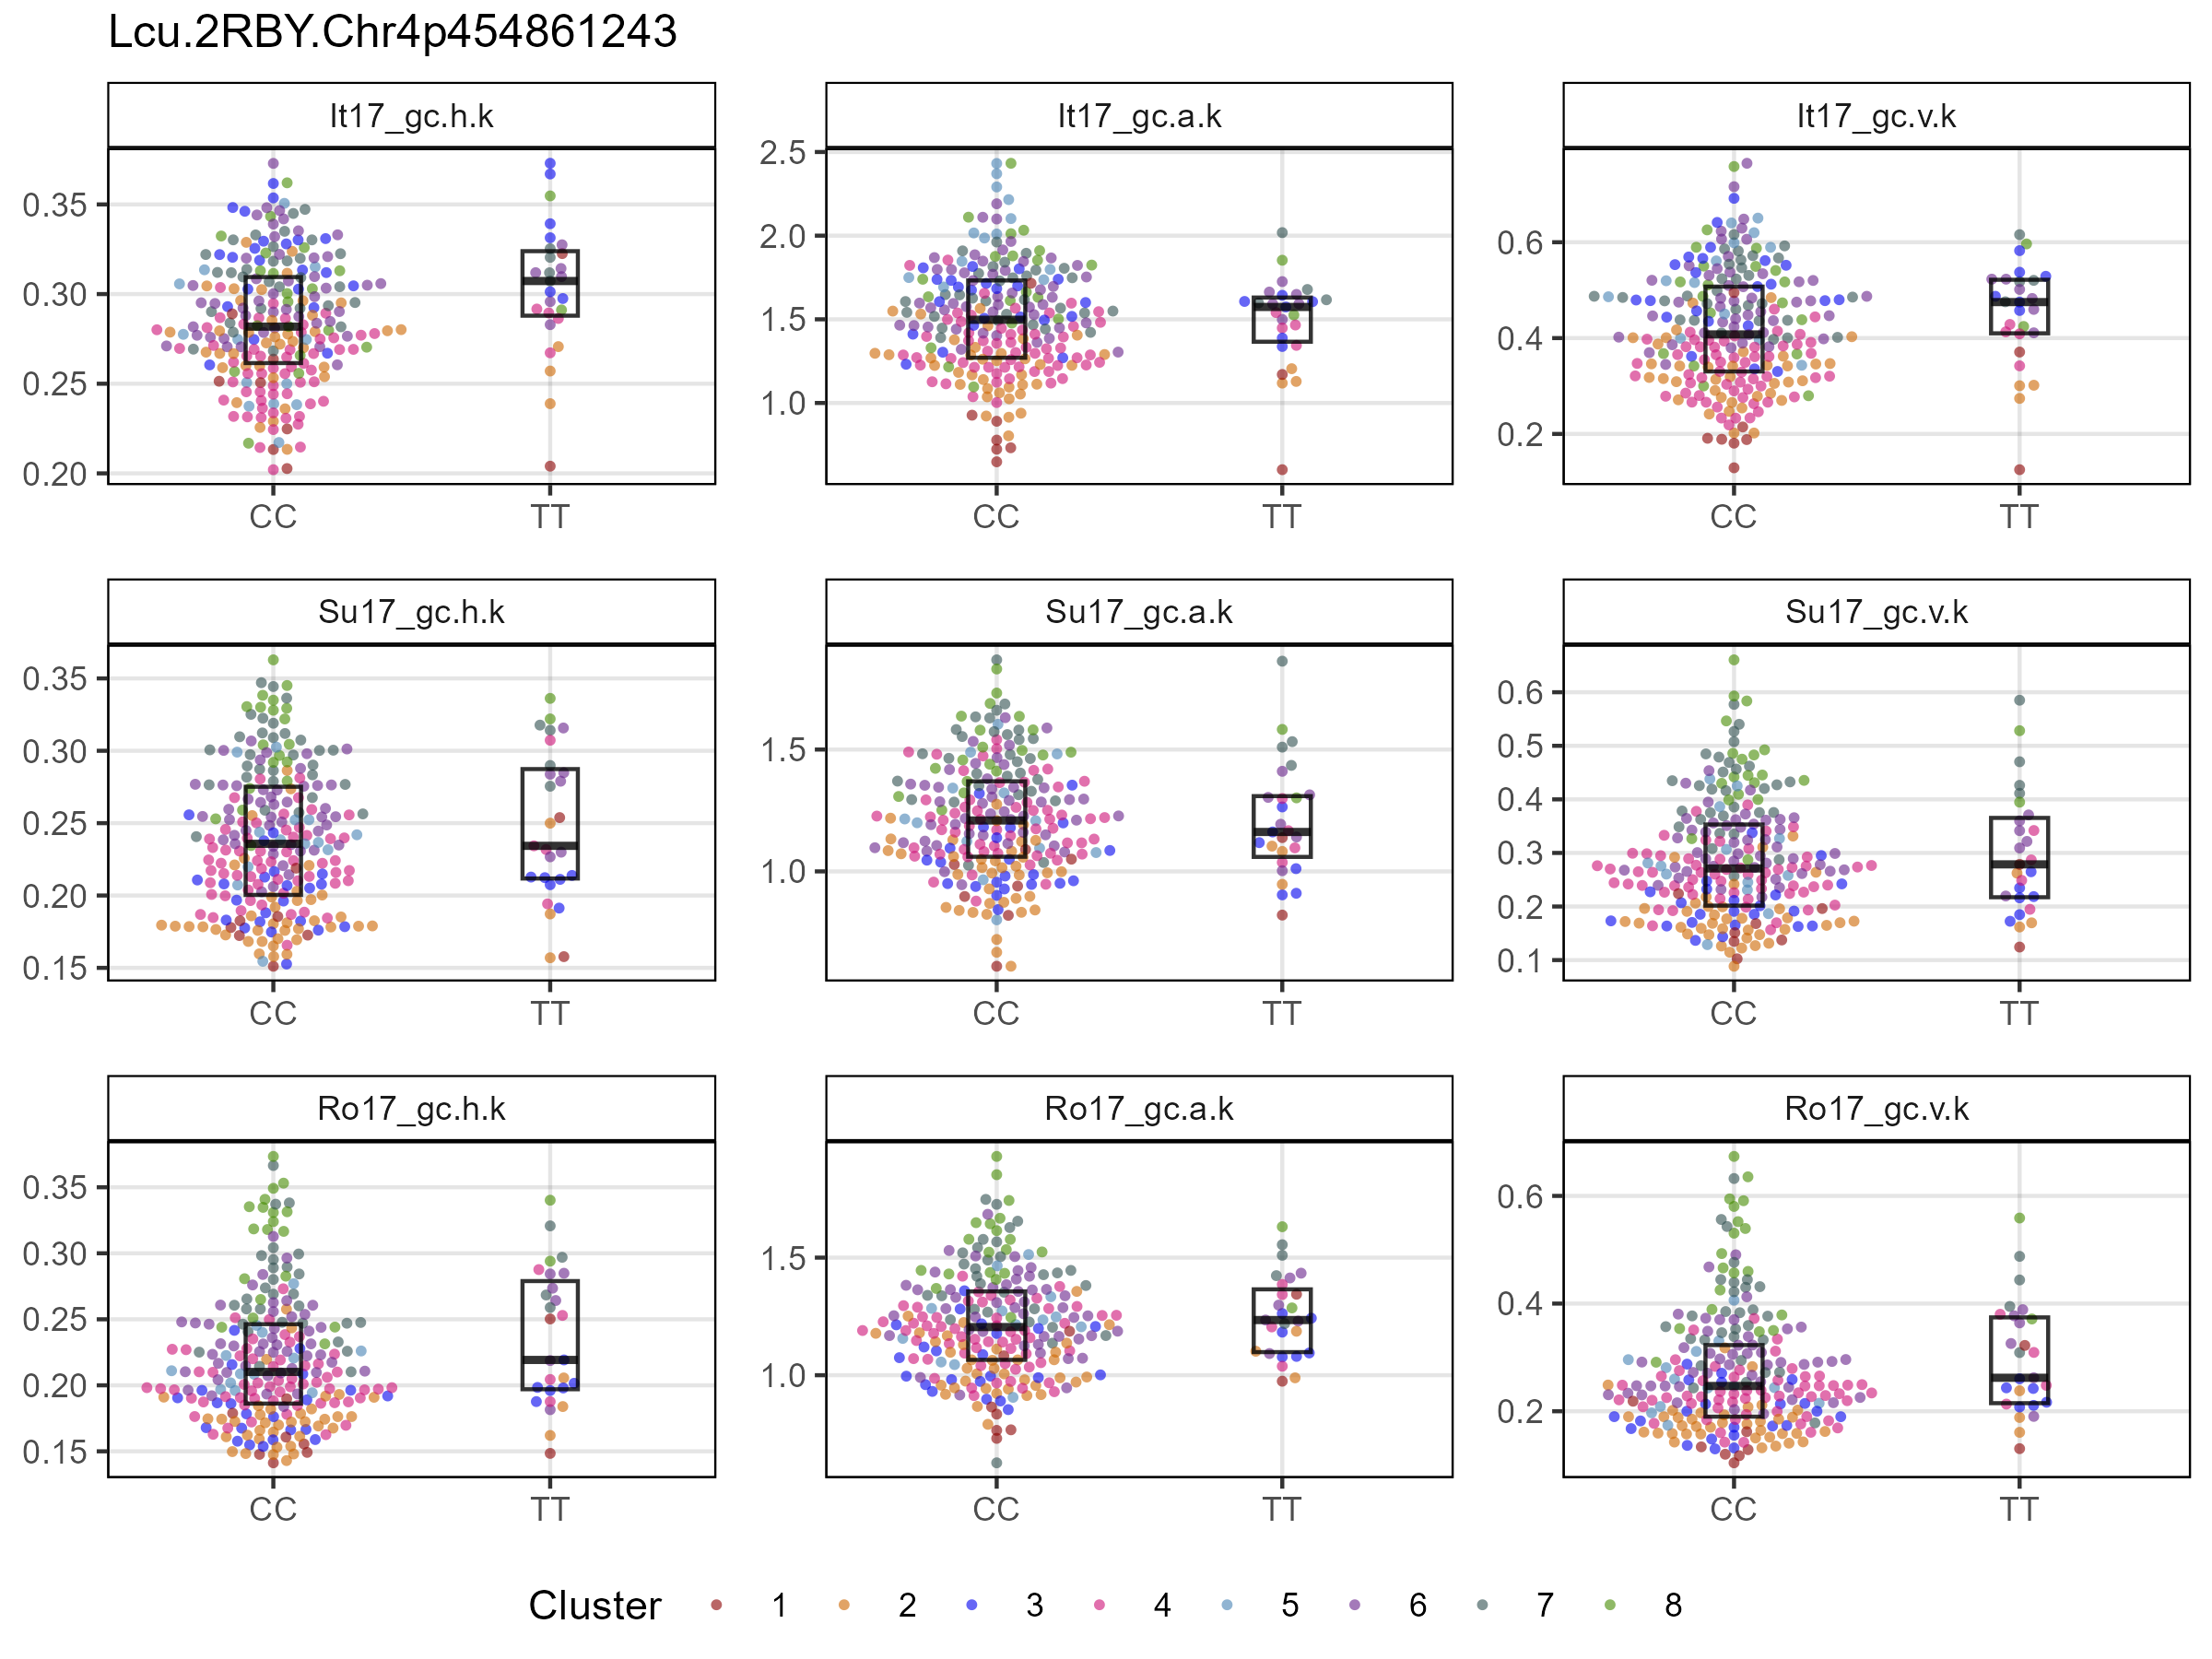 Lcu.2RBY.Chr4p454861243
It17_gc.h.k
0.35
0.30
0.25
0.20
CC TT
It17_gc.a.k
2.5
2.0
1.5
1.0
CC TT
It17_gc.v.k
0.6
0.4
0.2
CC TT
Su17_gc.h.k
0.35
0.30
0.25
0.20
0.15
CC TT
Su17_gc.a.k
1.5
1.0
CC TT
Su17_gc.v.k
0.6
0.5
0.4
0.3
0.2
0.1
CC TT
Ro17_gc.h.k
0.35
0.30
0.25
0.20
0.15
CC TT
Ro17_gc.a.k
1.5
1.0
CC TT
Ro17_gc.v.k
0.6
0.4
0.2
CC TT
Cluster 1 2 3 4 5 6 7 8